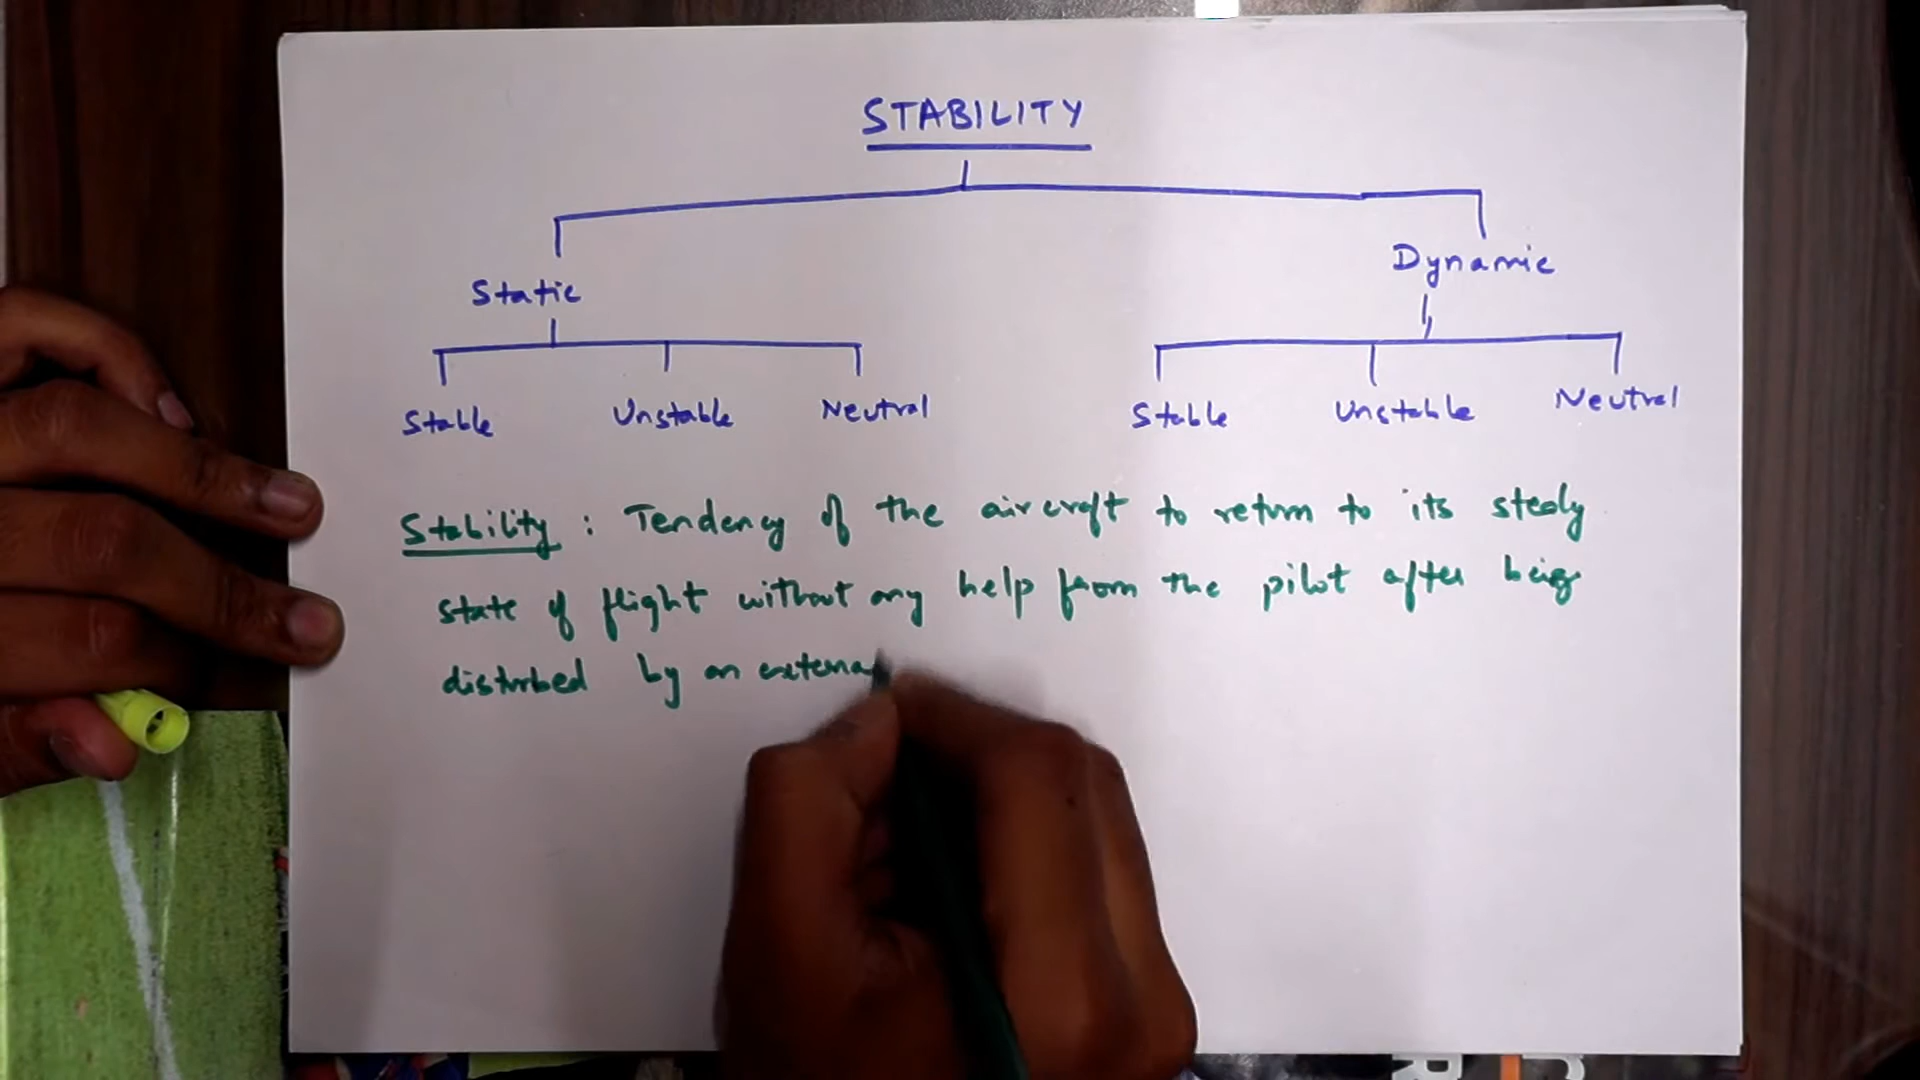 STABILITY
Static
Dynamic
Stable Unstable Neutral
Stable Unstable Neutral
Stability : Tendency of the aircraft to return to its steady
state of flight without any help from the pilot after being
disturbed by an externa